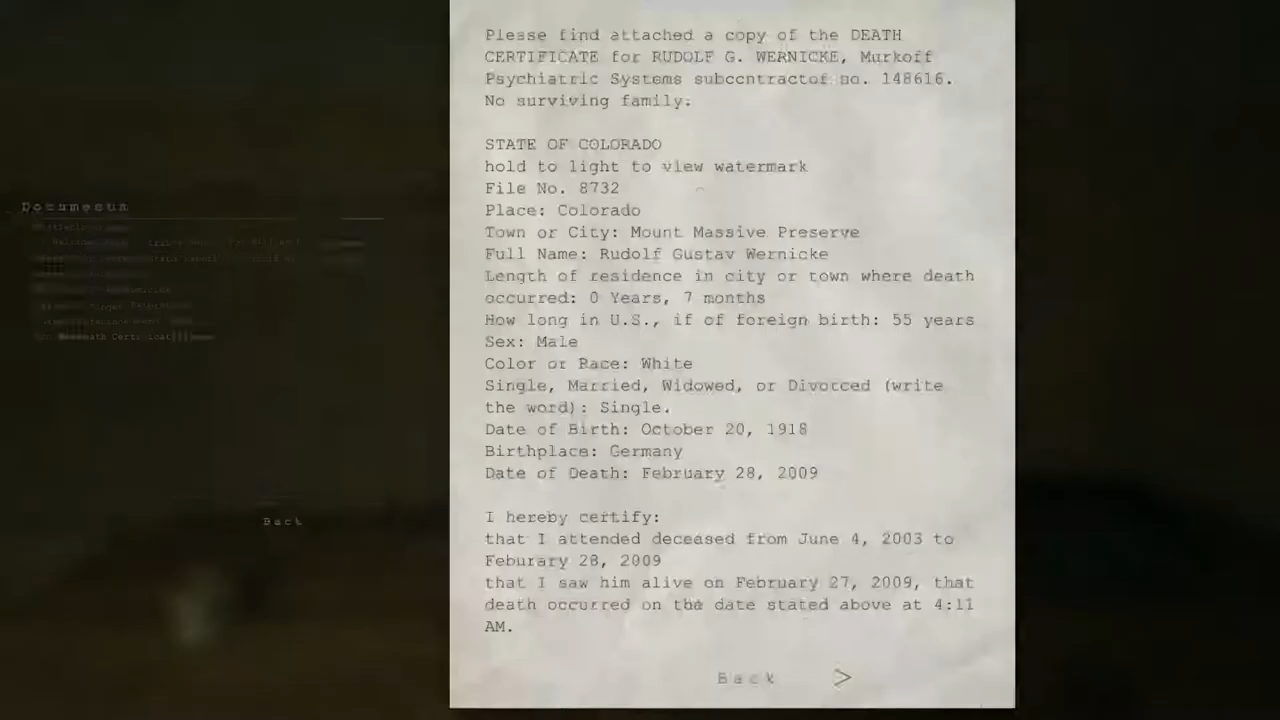 Please find attached a copy of the DEATH
CERTIFICATE for RUDOLF G. WERNICKE, Murkoff
Psychiatric Systems subcontractor no. 148616.
No surviving family.
STATE OF COLORADO
hold to light to view watermark
File No. 8732
Place: Colorado
Town or City: Mount Massive Preserve
Full Name: Rudolf Gustav Wernicke
Length of residence in city or town where death
occurred: 0 Years, 7 months
How long in U.S., if of foreign birth: 55 years
Sex: Male
Color or Race: White
Single, Married, Widowed, or Divorced (write
the word): Single.
Date of Birth: October 20, 1918
Birthplace: Germany
Date of Death: February 28, 2009
I hereby certify:
that I attended deceased from June 4, 2003 to
Feburary 28, 2009
that I saw him alive on February 27, 2009, that
death occurred on the date stated above at 4:11
AM.
Back >
Back